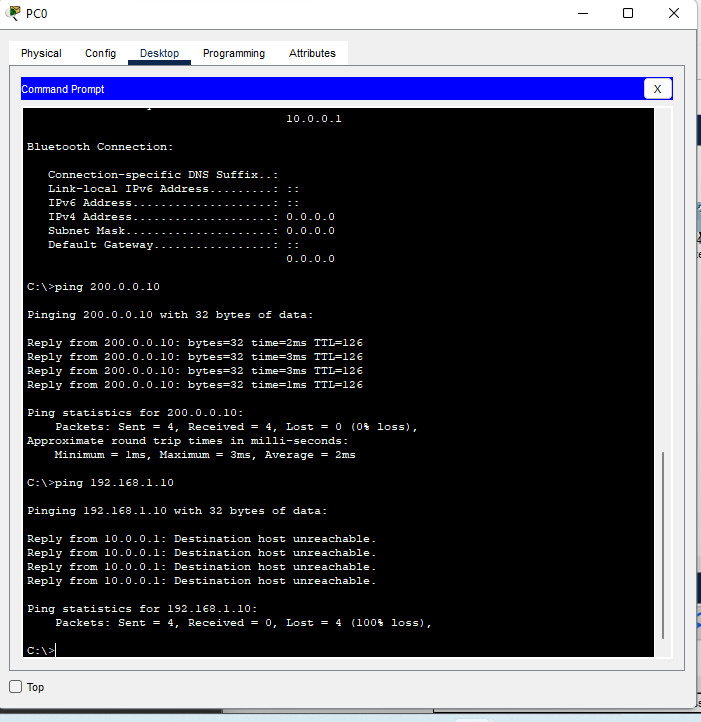 PC0
Physical Config Desktop Programming Attributes
Command Prompt
X
10.0.0.1
Bluetooth Connection:
Connection-specific DNS Suffix..:
Link-local IPv6 Address.........: ::
IPv6 Address....................: ::
IPv4 Address....................: 0.0.0.0
Subnet Mask.....................: 0.0.0.0
Default Gateway.................: ::
0.0.0.0
C:\>ping 200.0.0.10
Pinging 200.0.0.10 with 32 bytes of data:
Reply from 200.0.0.10: bytes=32 time=2ms TTL=126
Reply from 200.0.0.10: bytes=32 time=3ms TTL=126
Reply from 200.0.0.10: bytes=32 time=3ms TTL=126
Reply from 200.0.0.10: bytes=32 time=1ms TTL=126
Ping statistics for 200.0.0.10:
Packets: Sent = 4, Received = 4, Lost = 0 (0% loss),
Approximate round trip times in milli-seconds:
Minimum = 1ms, Maximum = 3ms, Average = 2ms
C:\>ping 192.168.1.10
Pinging 192.168.1.10 with 32 bytes of data:
Reply from 10.0.0.1: Destination host unreachable.
Reply from 10.0.0.1: Destination host unreachable.
Reply from 10.0.0.1: Destination host unreachable.
Reply from 10.0.0.1: Destination host unreachable.
Ping statistics for 192.168.1.10:
Packets: Sent = 4, Received = 0, Lost = 4 (100% loss),
C:\>
Top